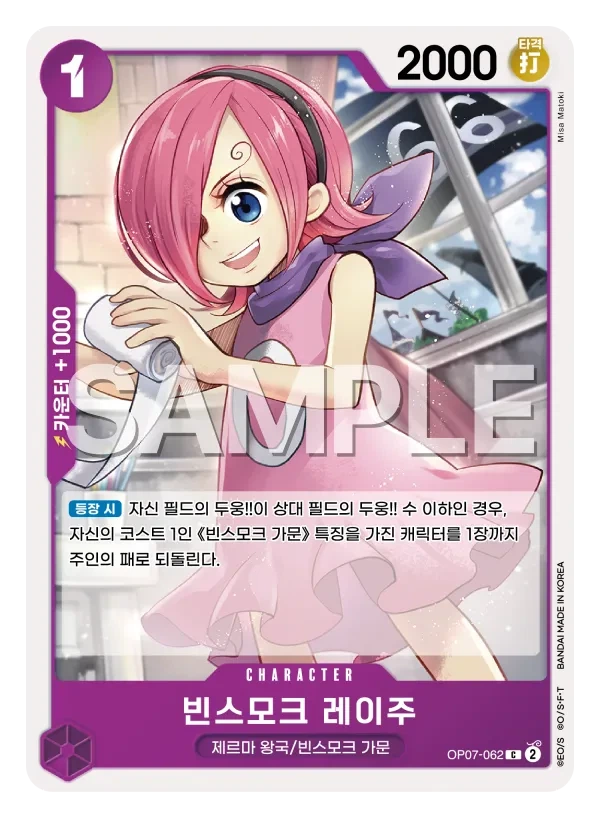 1
2000
타격
打
Misa Matoki
66
카운터 +1000
SAMPLE
등장 시 자신 필드의 두웅!!이 상대 필드의 두웅!! 수 이하인 경우,
자신의 코스트 1인 《빈스모크 가문》 특징을 가진 캐릭터를 1장까지
주인의 패로 되돌린다.
CHARACTER
빈스모크 레이주
제르마 왕국/빈스모크 가문
OP07-062 C 2
©EO/S ©O/S·F·T BANDAI MADE IN KOREA